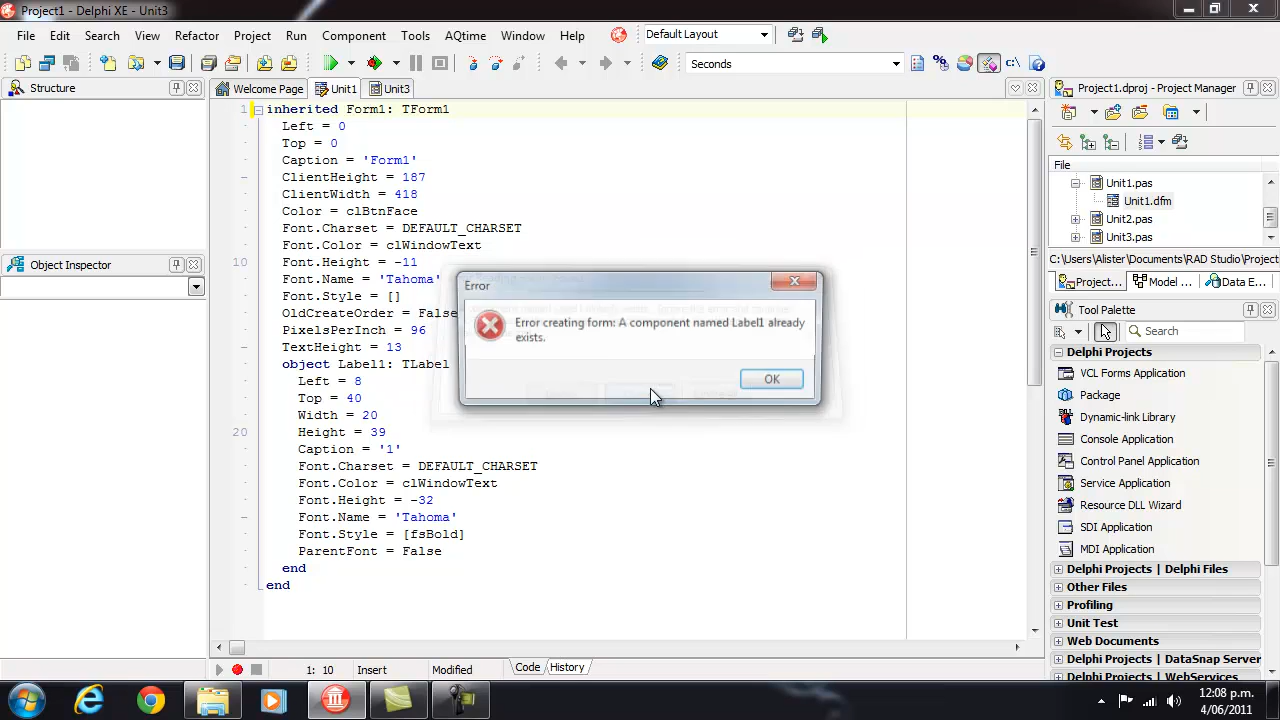 Project1 - Delphi XE - Unit3
File Edit Search View Refactor Project Run Component Tools AQtime Window Help
Default Layout
Seconds
Structure
Welcome Page Unit1 Unit3
Project1.dproj - Project Manager
1 inherited Form1: TForm1
Left = 0
Top = 0
Caption = 'Form1'
ClientHeight = 187
ClientWidth = 418
Color = clBtnFace
Font.Charset = DEFAULT_CHARSET
Font.Color = clWindowText
10 Font.Height = -11
Font.Name = 'Tahoma'
Font.Style = []
OldCreateOrder = False
PixelsPerInch = 96
TextHeight = 13
object Label1: TLabel
Left = 8
Top = 40
Width = 20
20 Height = 39
Caption = '1'
Font.Charset = DEFAULT_CHARSET
Font.Color = clWindowText
Font.Height = -32
Font.Name = 'Tahoma'
Font.Style = [fsBold]
ParentFont = False
end
end
Object Inspector
Error
Error creating form: A component named Label1 already
exists.
OK
File
Unit1.pas
Unit1.dfm
Unit2.pas
Unit3.pas
C:\Users\Alister\Documents\RAD Studio\Project
Project... Model ... Data E...
Tool Palette
Search
Delphi Projects
VCL Forms Application
Package
Dynamic-link Library
Console Application
Control Panel Application
Service Application
Resource DLL Wizard
SDI Application
MDI Application
Delphi Projects | Delphi Files
Other Files
Profiling
Unit Test
Web Documents
Delphi Projects | DataSnap Server
Delphi Projects | WebServices
1: 10 Insert Modified Code History
12:08 p.m.
4/06/2011